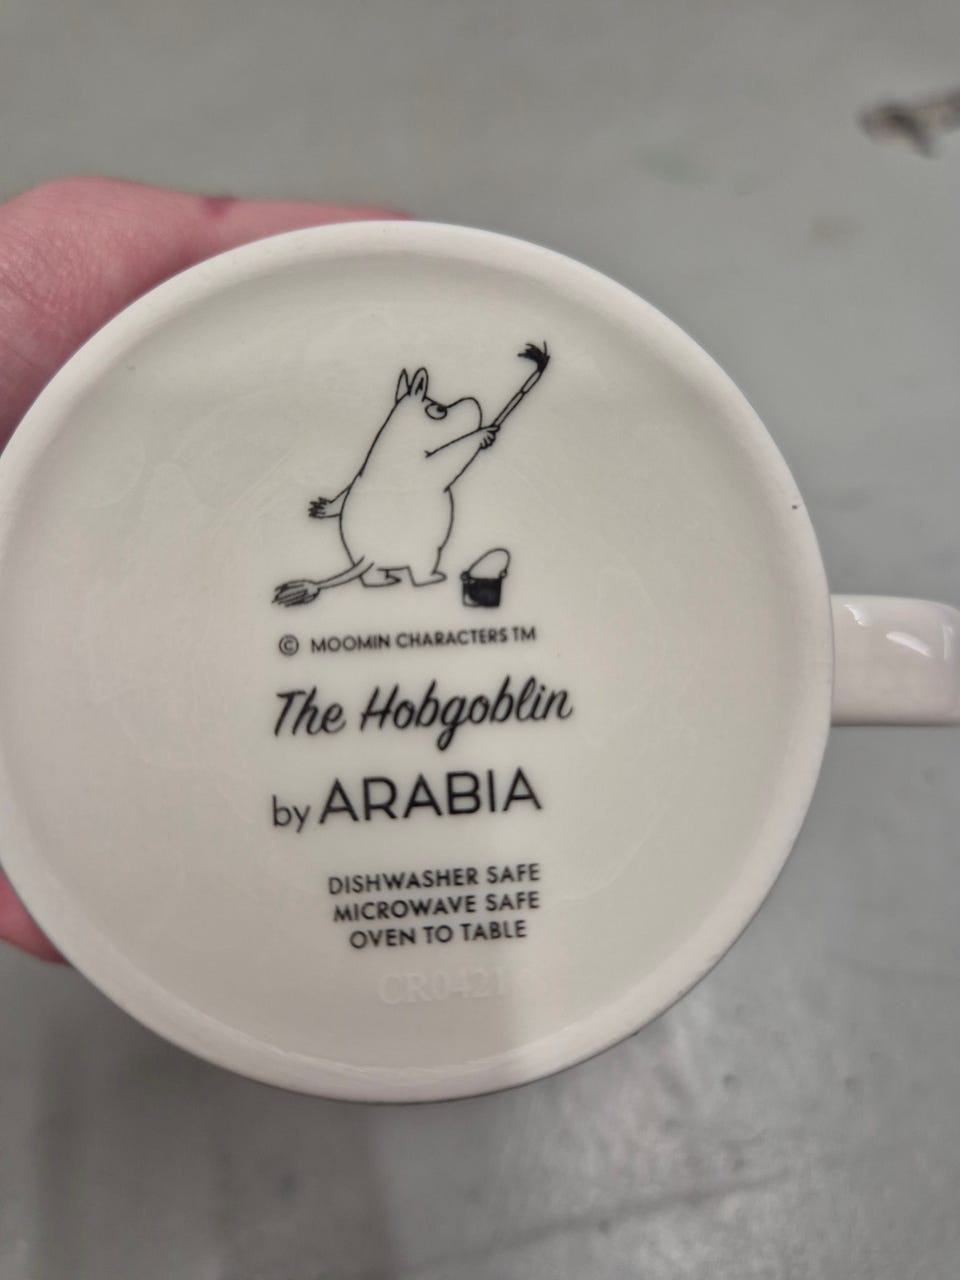 © MOOMIN CHARACTERS TM
The Hobgoblin
by ARABIA
DISHWASHER SAFE
MICROWAVE SAFE
OVEN TO TABLE